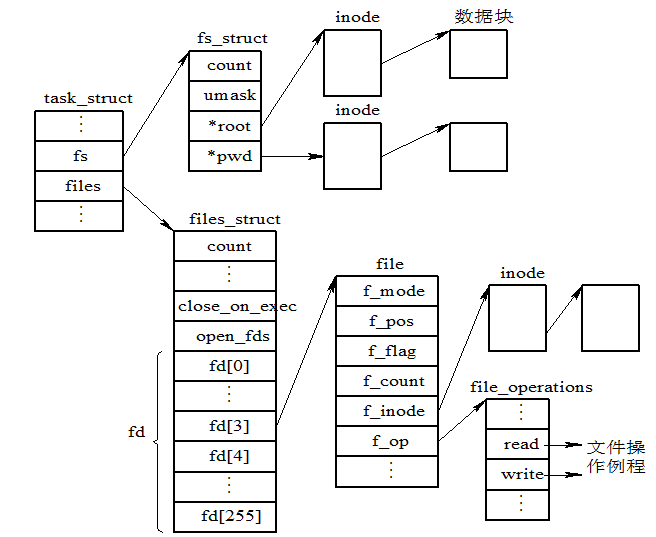 task_struct
⋮
fs
files
⋮
fs_struct
count
umask
*root
*pwd
inode
数据块
inode
files_struct
count
⋮
close_on_exec
open_fds
fd[0]
⋮
fd[3]
fd[4]
⋮
fd[255]
fd
file
f_mode
f_pos
f_flag
f_count
f_inode
f_op
⋮
inode
file_operations
⋮
read
write
⋮
文件操
作例程